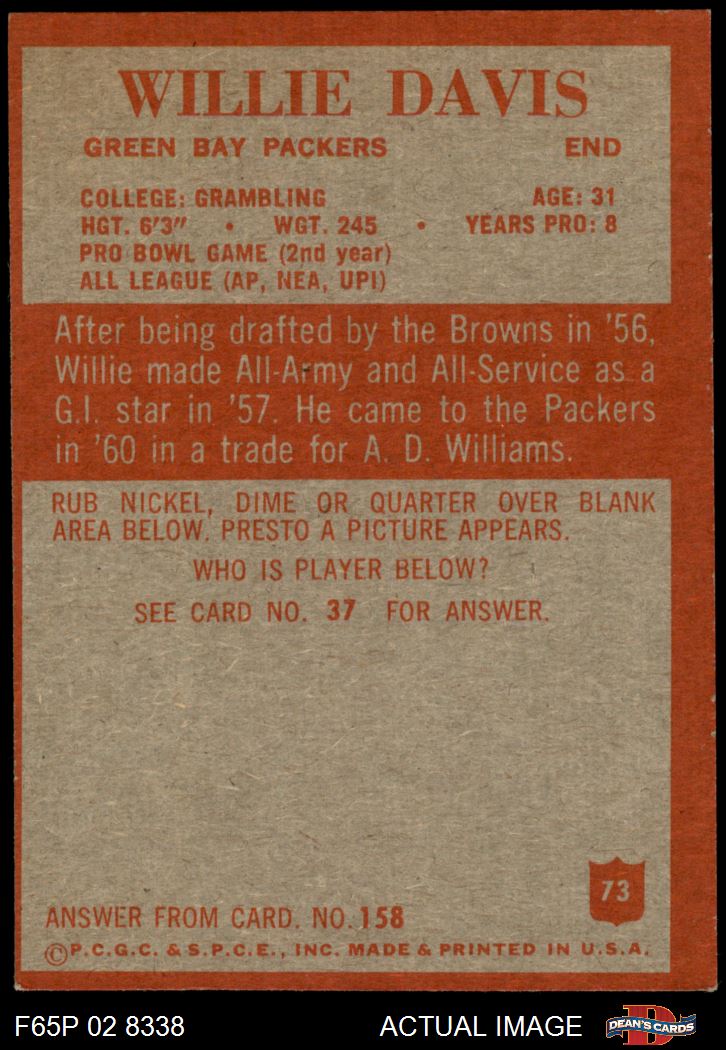 WILLIE DAVIS
GREEN BAY PACKERS END
COLLEGE: GRAMBLING AGE: 31
HGT. 6'3" • WGT. 245 • YEARS PRO: 8
PRO BOWL GAME (2nd year)
ALL LEAGUE (AP, NEA, UPI)
After being drafted by the Browns in '56,
Willie made All-Army and All-Service as a
G.I. star in '57. He came to the Packers
in '60 in a trade for A. D. Williams.
RUB NICKEL, DIME OR QUARTER OVER BLANK
AREA BELOW. PRESTO A PICTURE APPEARS.
WHO IS PLAYER BELOW?
SEE CARD NO. 37 FOR ANSWER.
73
ANSWER FROM CARD. NO. 158
©P.C.G.C. & S.P.C.E., INC. MADE & PRINTED IN U.S.A.
F65P 02 8338 ACTUAL IMAGE D DEAN'S CARDS